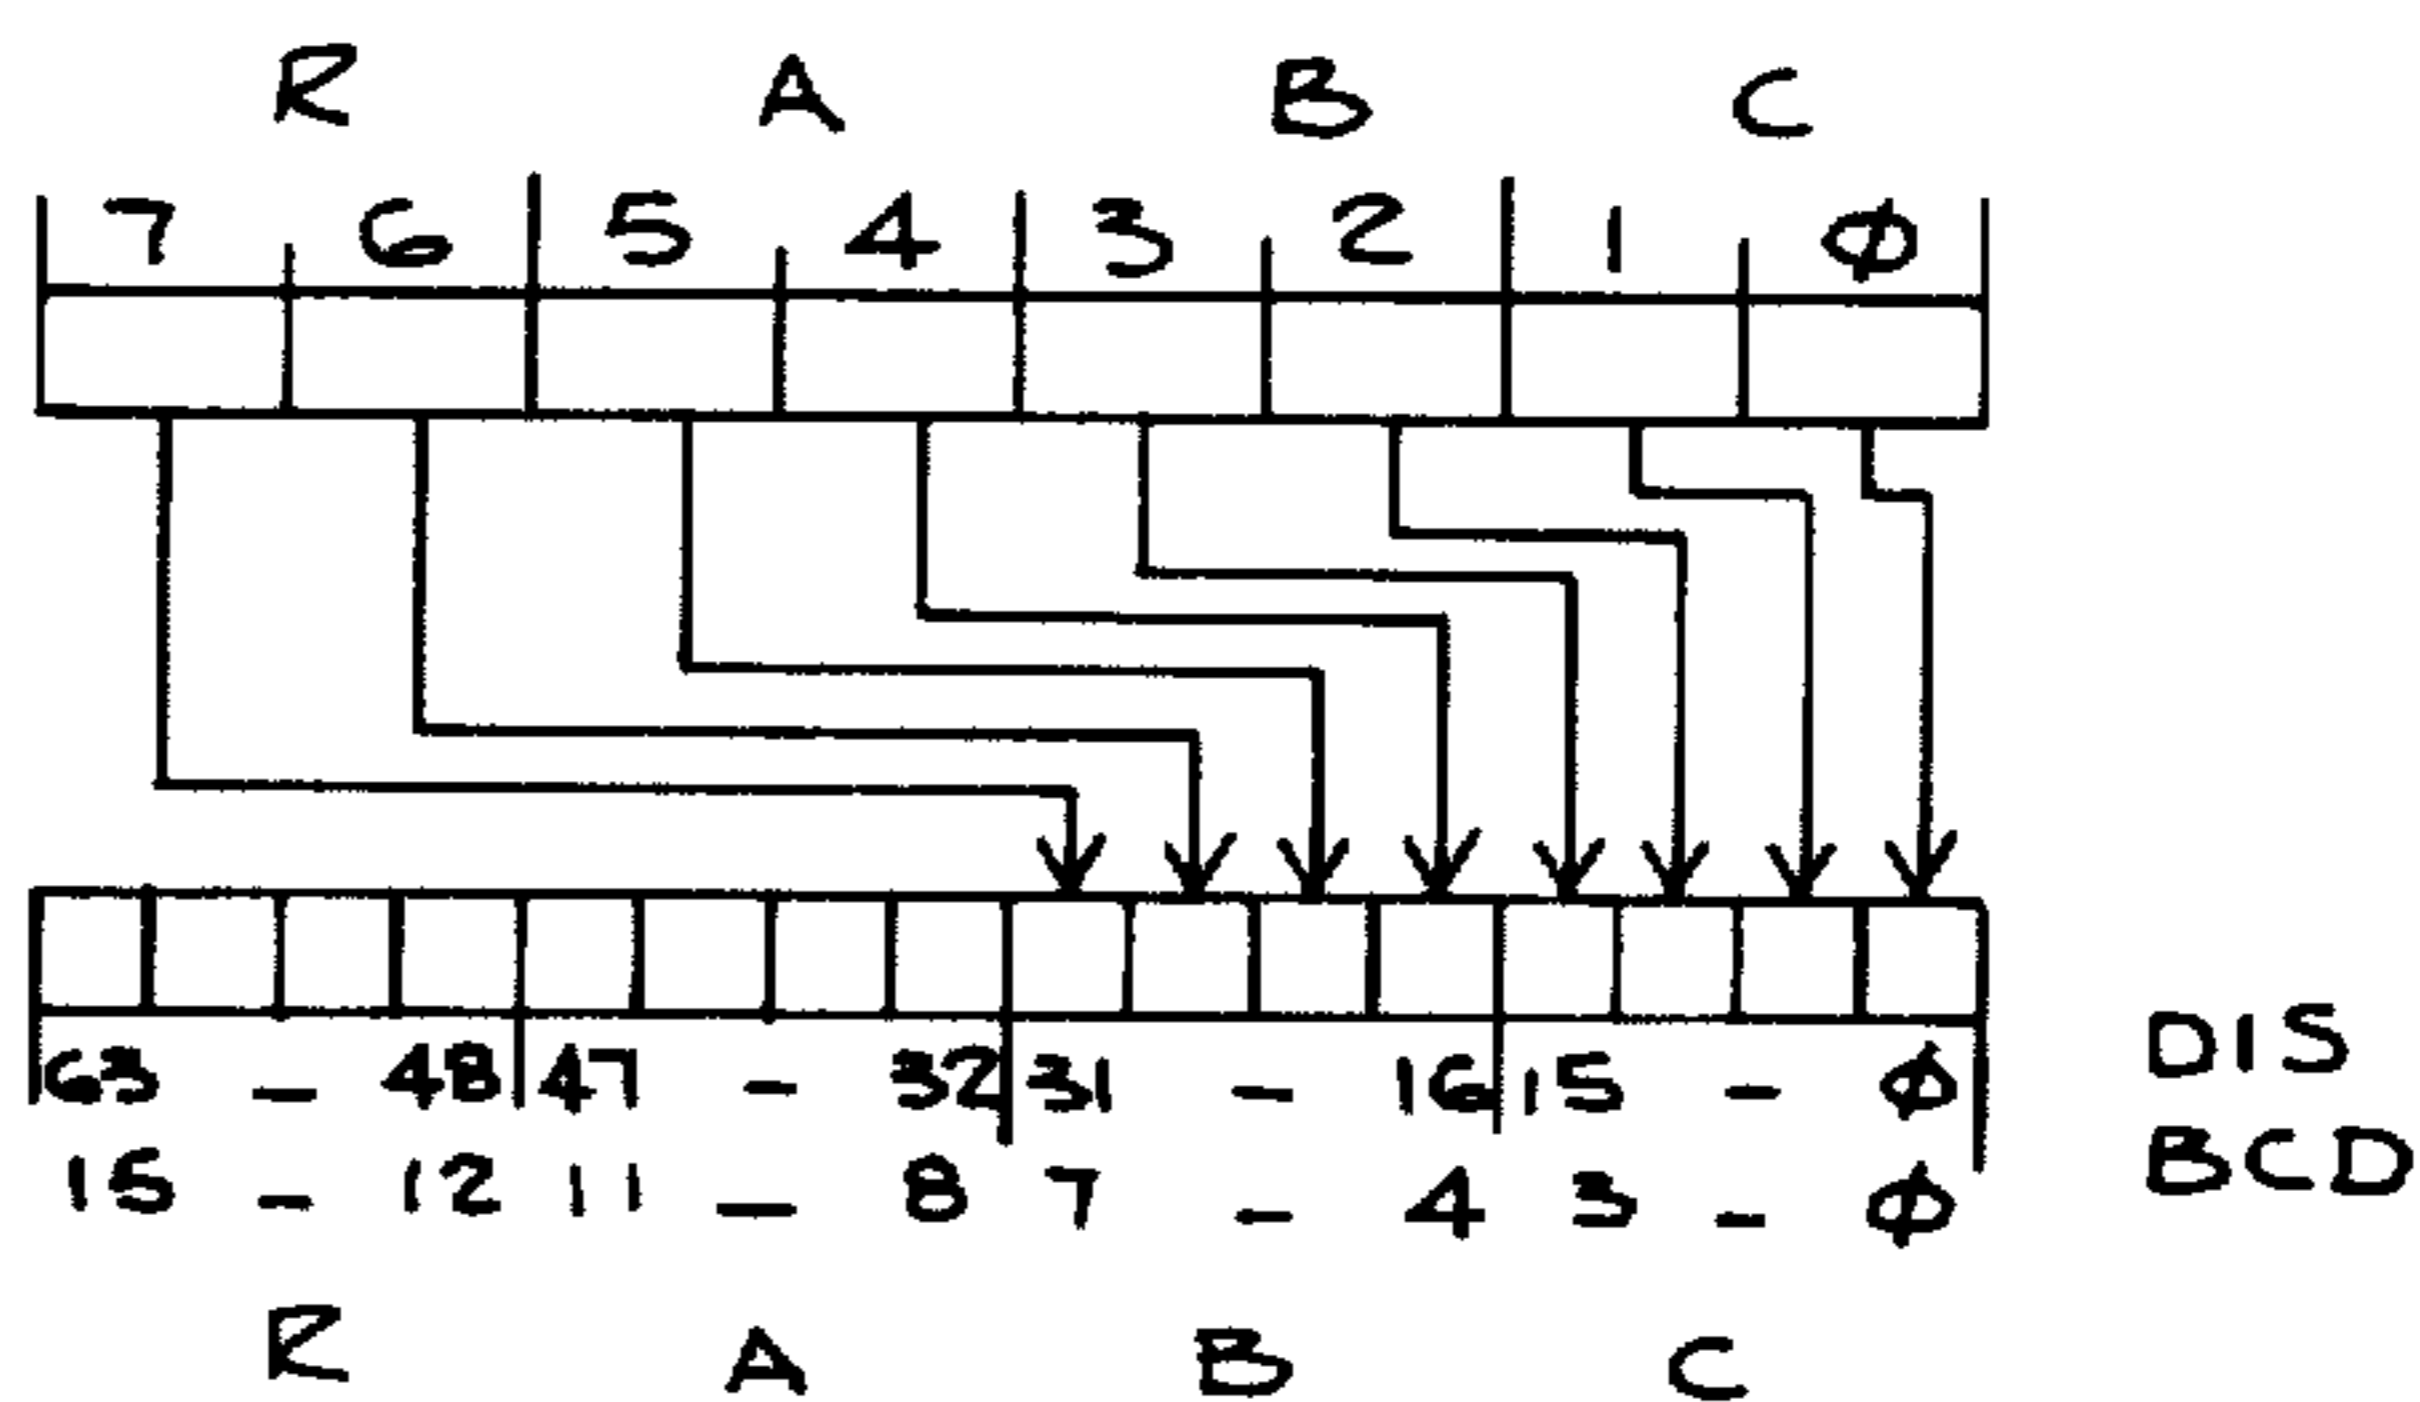 R A B C
7 6 5 4 3 2 1 Ø
63 - 48 47 - 32 31 - 16 15 - Ø DIS
15 - 12 11 - 8 7 - 4 3 - Ø BCD
R A B C